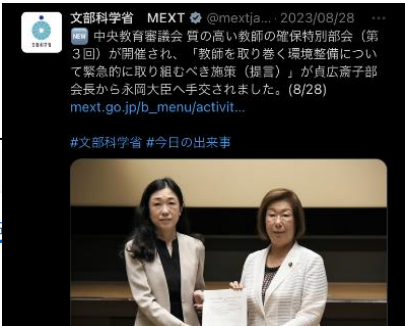 文部科学省 MEXT @mextja... · 2023/08/28 ...
NEW 中央教育審議会 質の高い教師の確保特別部会（第
３回）が開催され、「教師を取り巻く環境整備につい
て緊急的に取り組むべき施策（提言）」が貞広斎子部
会長から永岡大臣へ手交されました。(8/28)
mext.go.jp/b_menu/activit...
#文部科学省 #今日の出来事